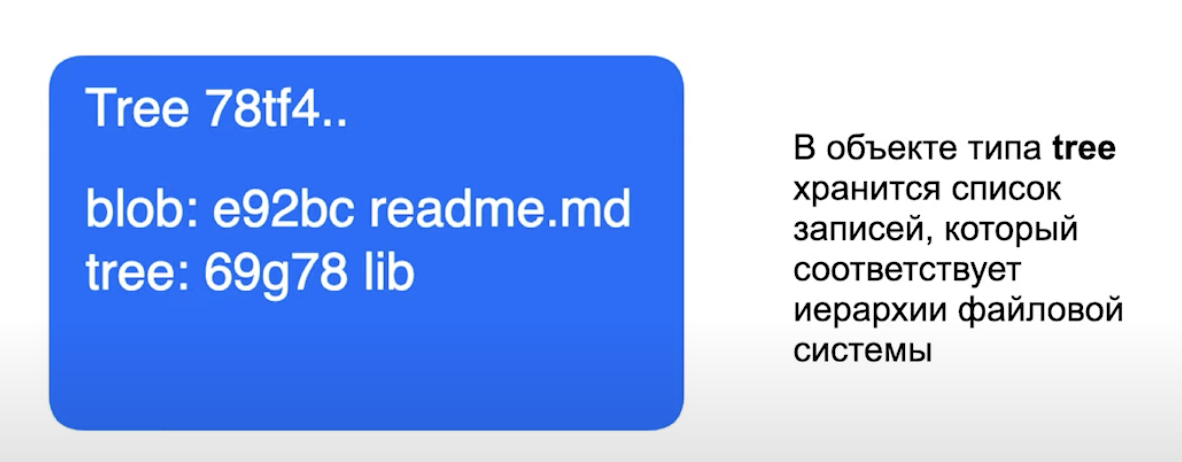 Tree 78tf4..
blob: e92bc readme.md
tree: 69g78 lib
В объекте типа tree
хранится список
записей, который
соответствует
иерархии файловой
системы